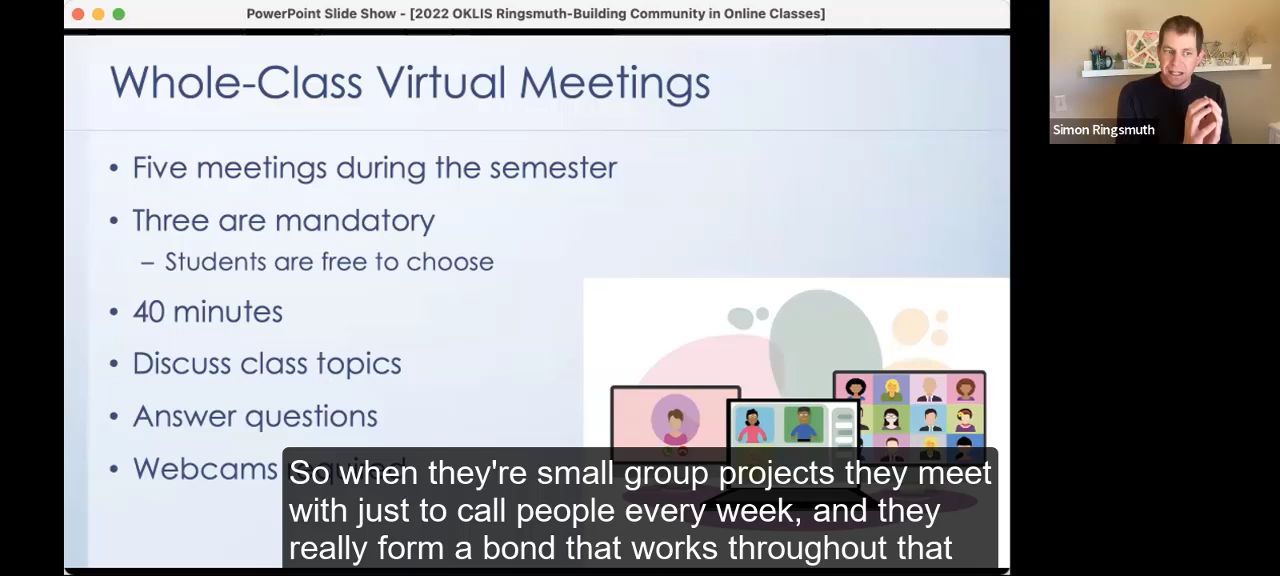 PowerPoint Slide Show - [2022 OKLIS Ringsmuth-Building Community in Online Classes]
Whole-Class Virtual Meetings
• Five meetings during the semester
• Three are mandatory
– Students are free to choose
• 40 minutes
• Discuss class topics
• Answer questions
• Webcams
So when they're small group projects they meet
with just to call people every week, and they
really form a bond that works throughout that
Simon Ringsmuth